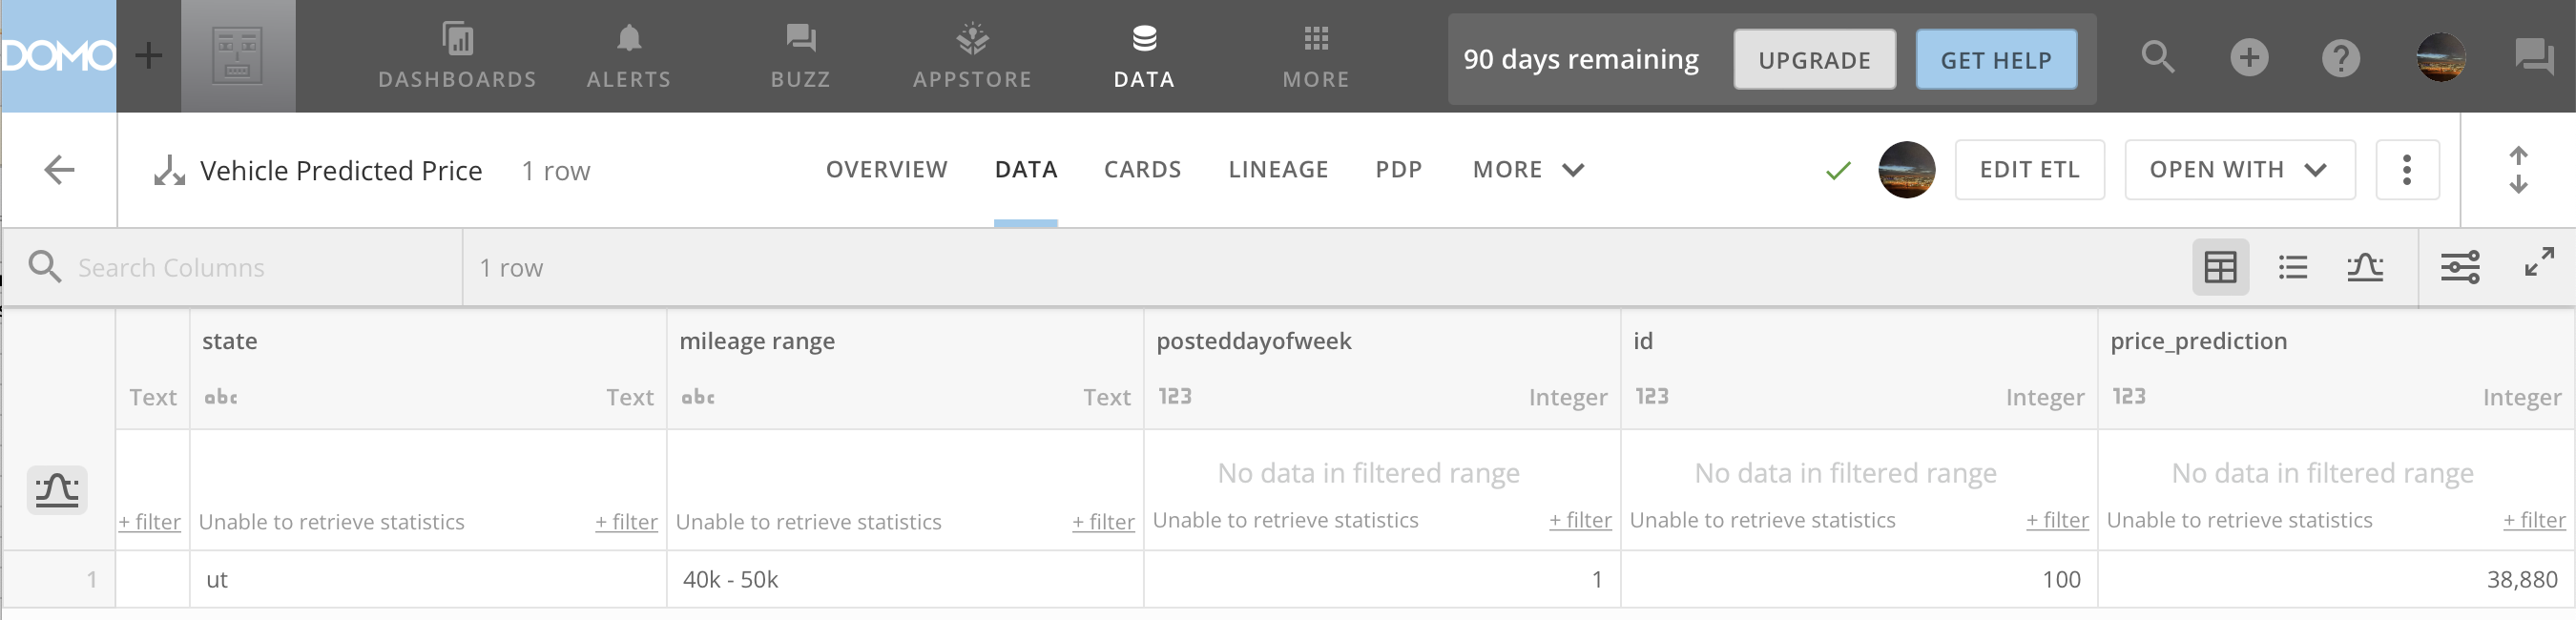 DOMO
DASHBOARDS
ALERTS
BUZZ
APPSTORE
DATA
MORE
90 days remaining
UPGRADE
GET HELP
Vehicle Predicted Price
1 row
OVERVIEW
DATA
CARDS
LINEAGE
PDP
MORE
EDIT ETL
OPEN WITH
Search Columns
1 row
state
mileage range
posteddayofweek
id
price_prediction
Text
abc Text
abc Text
123 Integer
123 Integer
123 Integer
No data in filtered range
No data in filtered range
No data in filtered range
+ filter
Unable to retrieve statistics + filter
Unable to retrieve statistics + filter
Unable to retrieve statistics + filter
Unable to retrieve statistics + filter
Unable to retrieve statistics + filter
1 ut 40k - 50k 1 100 38,880